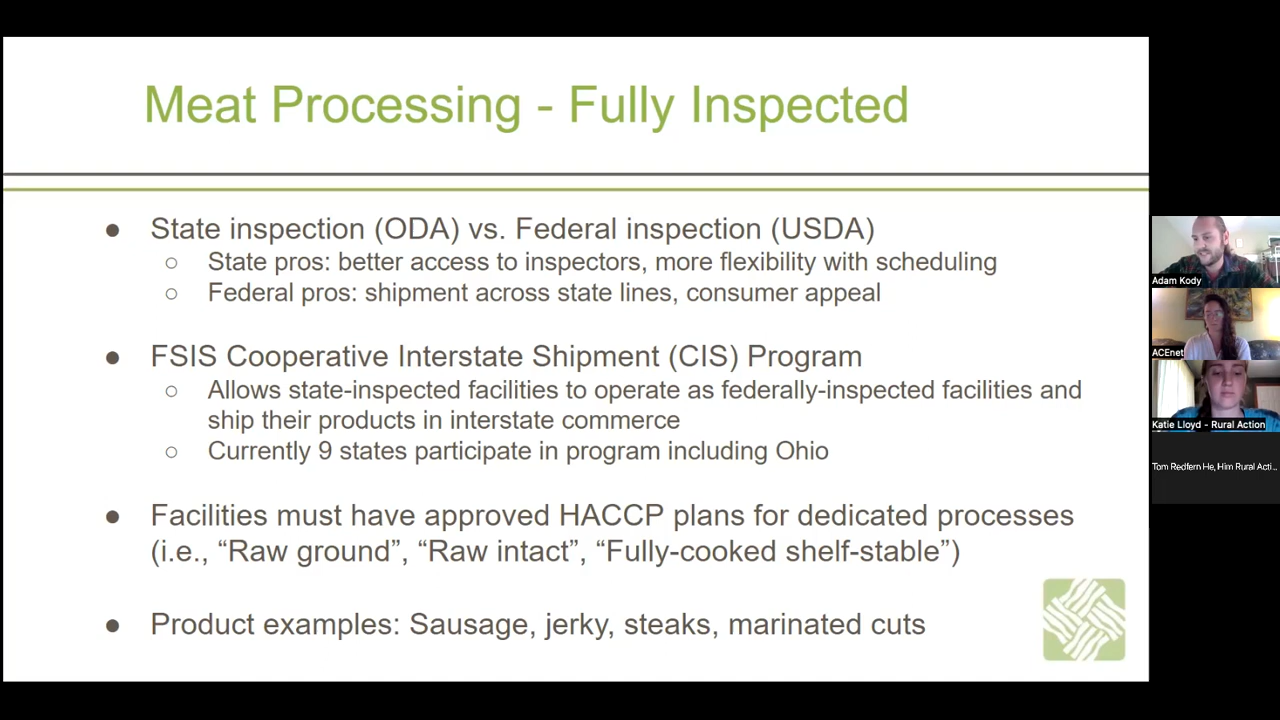 Meat Processing - Fully Inspected
● State inspection (ODA) vs. Federal inspection (USDA)
○ State pros: better access to inspectors, more flexibility with scheduling
○ Federal pros: shipment across state lines, consumer appeal
● FSIS Cooperative Interstate Shipment (CIS) Program
○ Allows state-inspected facilities to operate as federally-inspected facilities and
ship their products in interstate commerce
○ Currently 9 states participate in program including Ohio
● Facilities must have approved HACCP plans for dedicated processes
(i.e., “Raw ground”, “Raw intact”, “Fully-cooked shelf-stable”)
● Product examples: Sausage, jerky, steaks, marinated cuts
Adam Kody
ACEnet
Katie Lloyd - Rural Action
Tom Redfern He, Him Rural Acti...